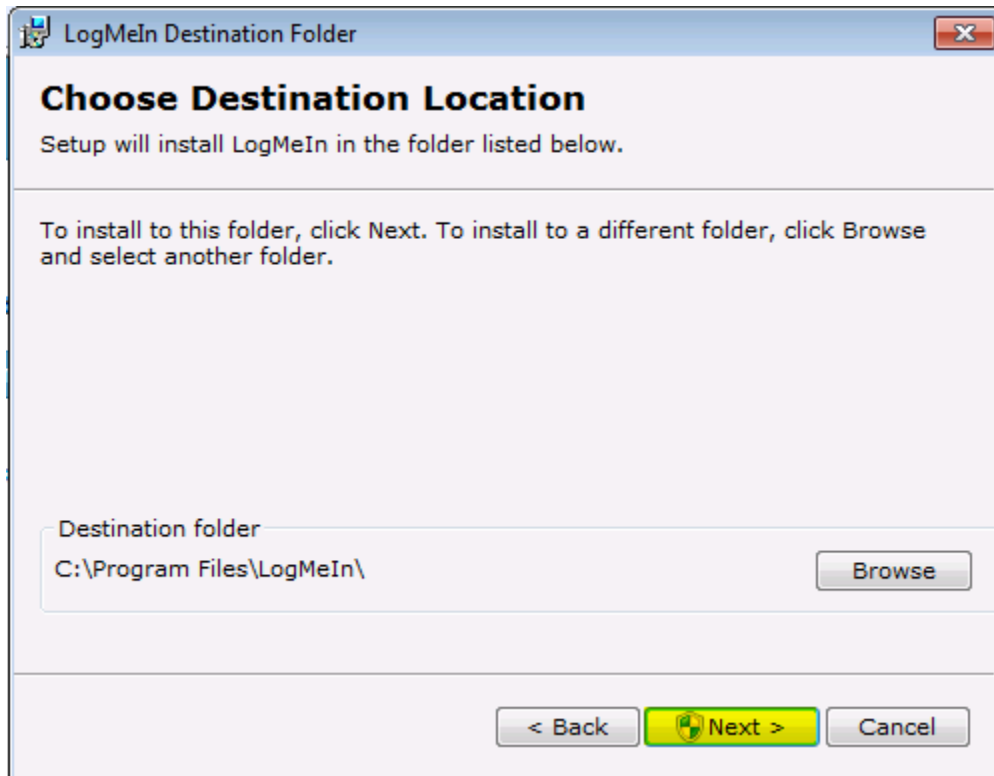 LogMeIn Destination Folder
Choose Destination Location
Setup will install LogMeIn in the folder listed below.
To install to this folder, click Next. To install to a different folder, click Browse
and select another folder.
Destination folder
C:\Program Files\LogMeIn\
Browse
< Back
Next >
Cancel